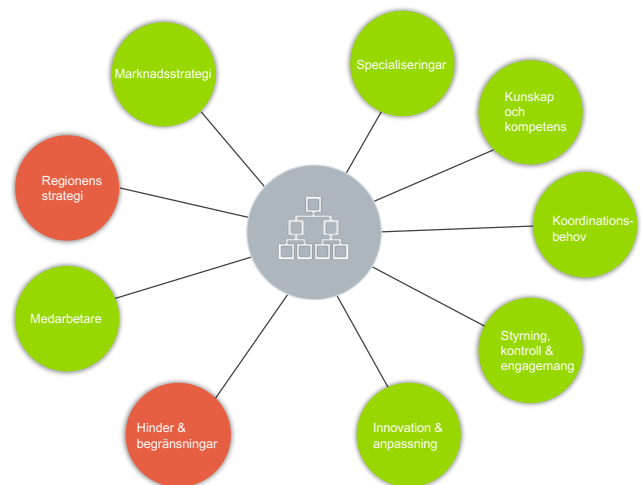 Marknadsstrategi
Specialiseringar
Kunskap
och
kompetens
Regionens
strategi
Koordinations-
behov
Medarbetare
Styrning,
kontroll &
engagemang
Hinder &
begränsningar
Innovation &
anpassning